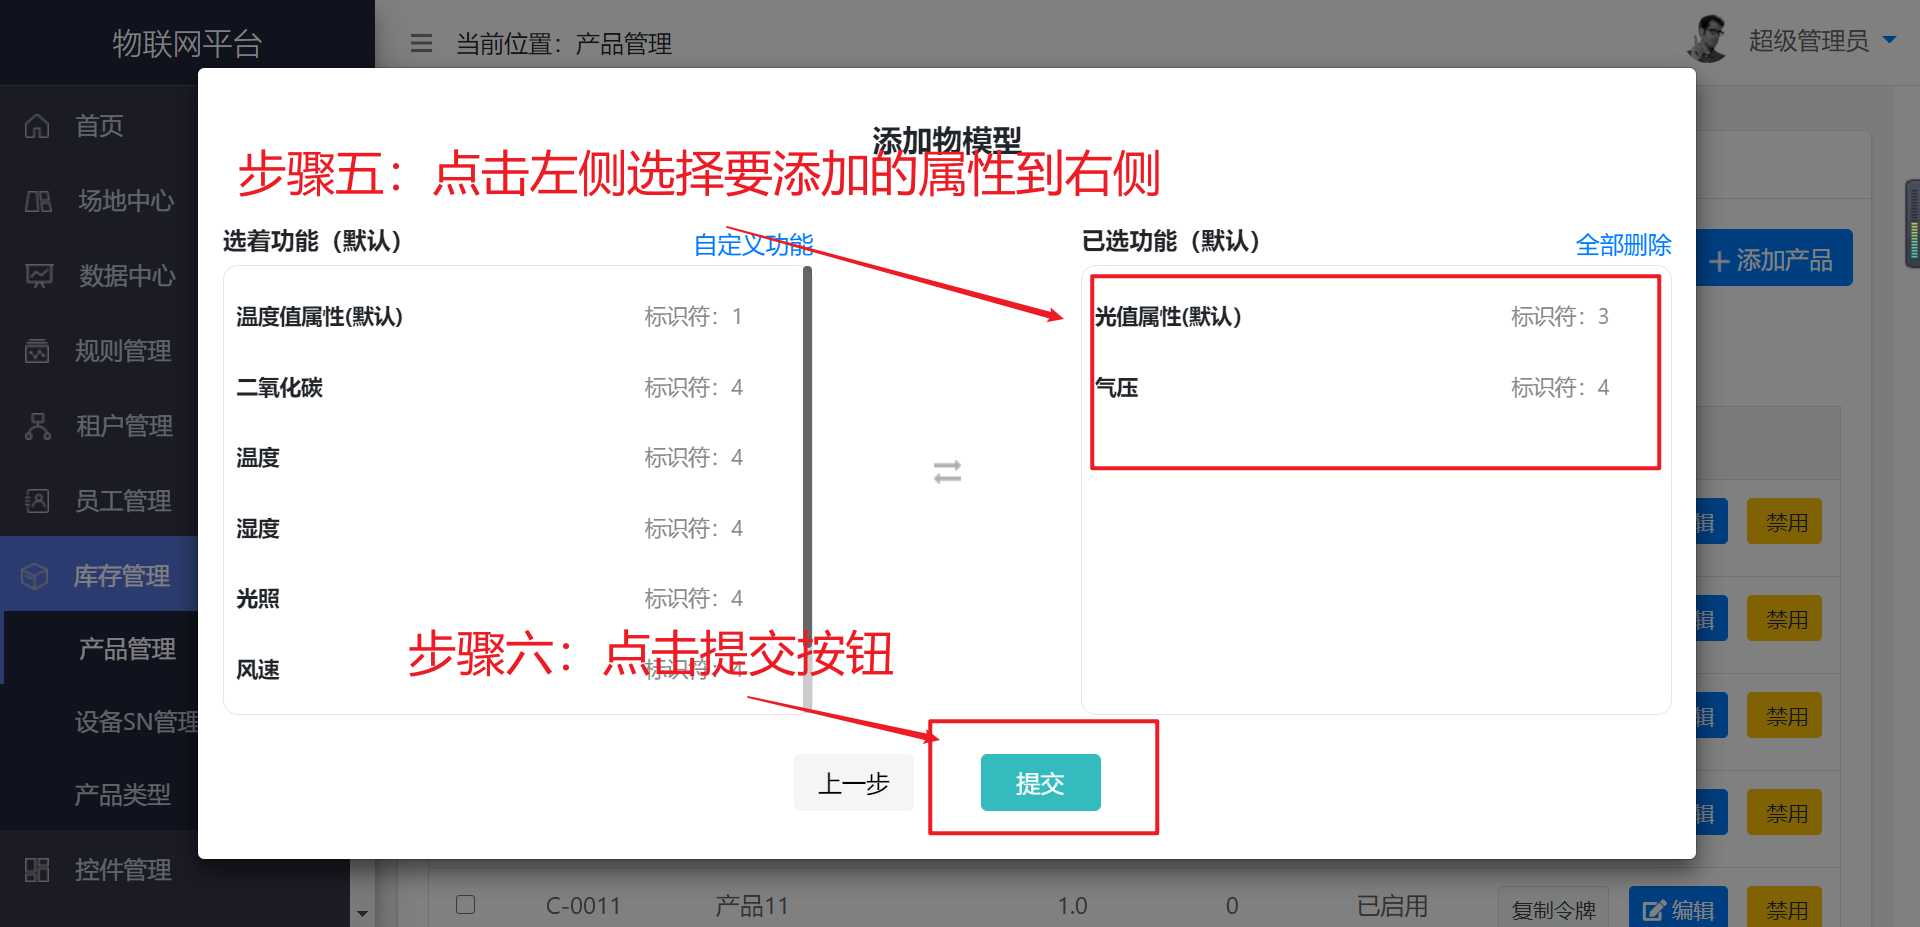 物联网平台
当前位置：产品管理
超级管理员
首页
场地中心
数据中心
规则管理
租户管理
员工管理
库存管理
产品管理
设备SN管理
产品类型
控件管理
添加物模型
步骤五：点击左侧选择要添加的属性到右侧
选着功能（默认）
自定义功能
温度值属性(默认)
标识符：1
二氧化碳
标识符：4
温度
标识符：4
湿度
标识符：4
光照
标识符：4
风速
标识符：4
已选功能（默认）
全部删除
光值属性(默认)
标识符：3
气压
标识符：4
步骤六：点击提交按钮
上一步
提交
添加产品
辑 禁用
辑 禁用
辑 禁用
辑 禁用
C-0011 产品11 1.0 0 已启用 复制令牌 编辑 禁用